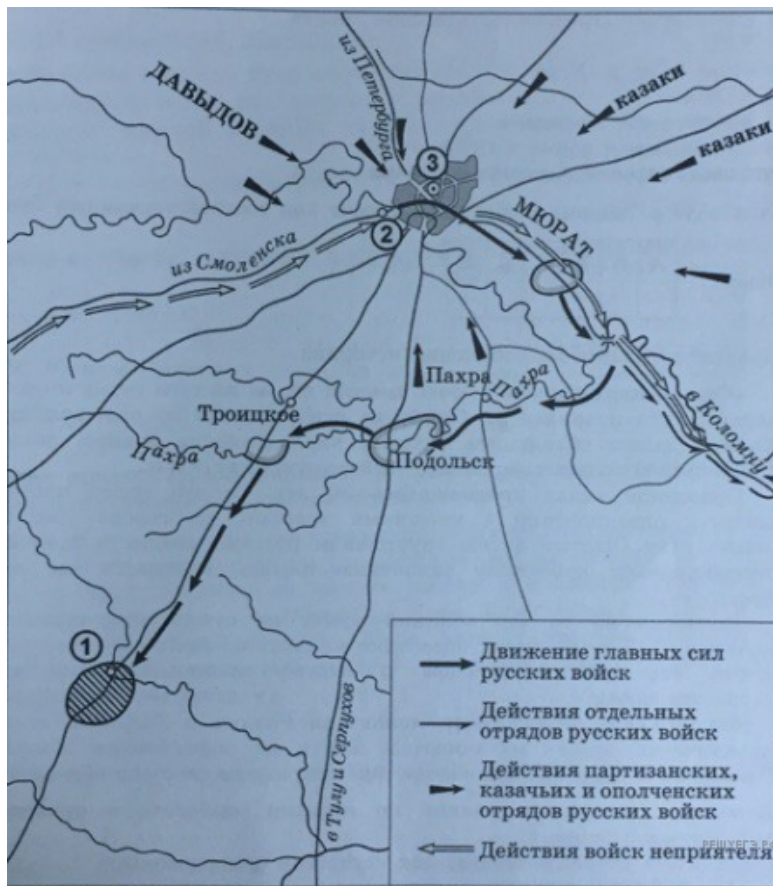 из Петербурга
ДАВЫДОВ
казаки
казаки
3
2
МЮРАТ
из Смоленска
Пахра
Пахра
в Коломну
Троицкое
Пахра
Подольск
1
в Тулу и Серпухов
Движение главных сил
русских войск
Действия отдельных
отрядов русских войск
Действия партизанских,
казачьих и ополченских
отрядов русских войск
Действия войск неприятеля
РЕШУЕГЭ.РФ